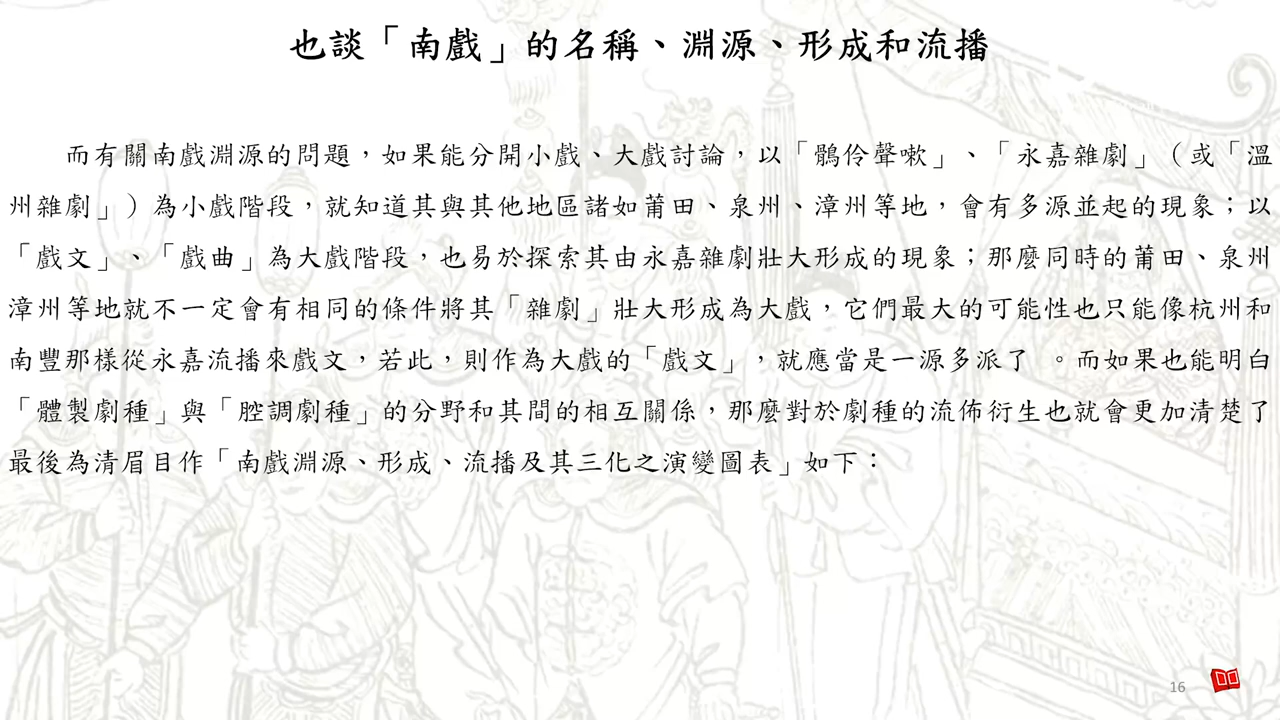 也談「南戲」的名稱、淵源、形成和流播
而有關南戲淵源的問題，如果能分開小戲、大戲討論，以「鶻伶聲嗽」、「永嘉雜劇」（或「溫
州雜劇」）為小戲階段，就知道其與其他地區諸如莆田、泉州、漳州等地，會有多源並起的現象；以
「戲文」、「戲曲」為大戲階段，也易於探索其由永嘉雜劇壯大形成的現象；那麼同時的莆田、泉州
漳州等地就不一定會有相同的條件將其「雜劇」壯大形成為大戲，它們最大的可能性也只能像杭州和
南豐那樣從永嘉流播來戲文，若此，則作為大戲的「戲文」，就應當是一源多派了 。而如果也能明白
「體製劇種」與「腔調劇種」的分野和其間的相互關係，那麼對於劇種的流佈衍生也就會更加清楚了
最後為清眉目作「南戲淵源、形成、流播及其三化之演變圖表」如下：
16